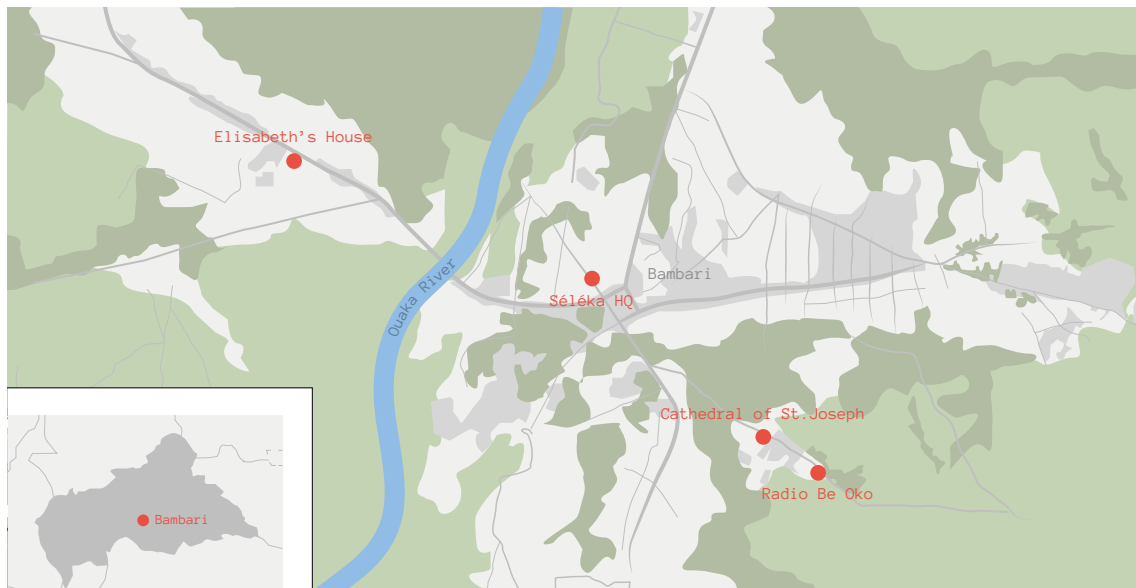 Elisabeth's House
Ouaka River
Bambari
Séléka HQ
Cathedral of St.Joseph
Radio Be Oko
Bambari